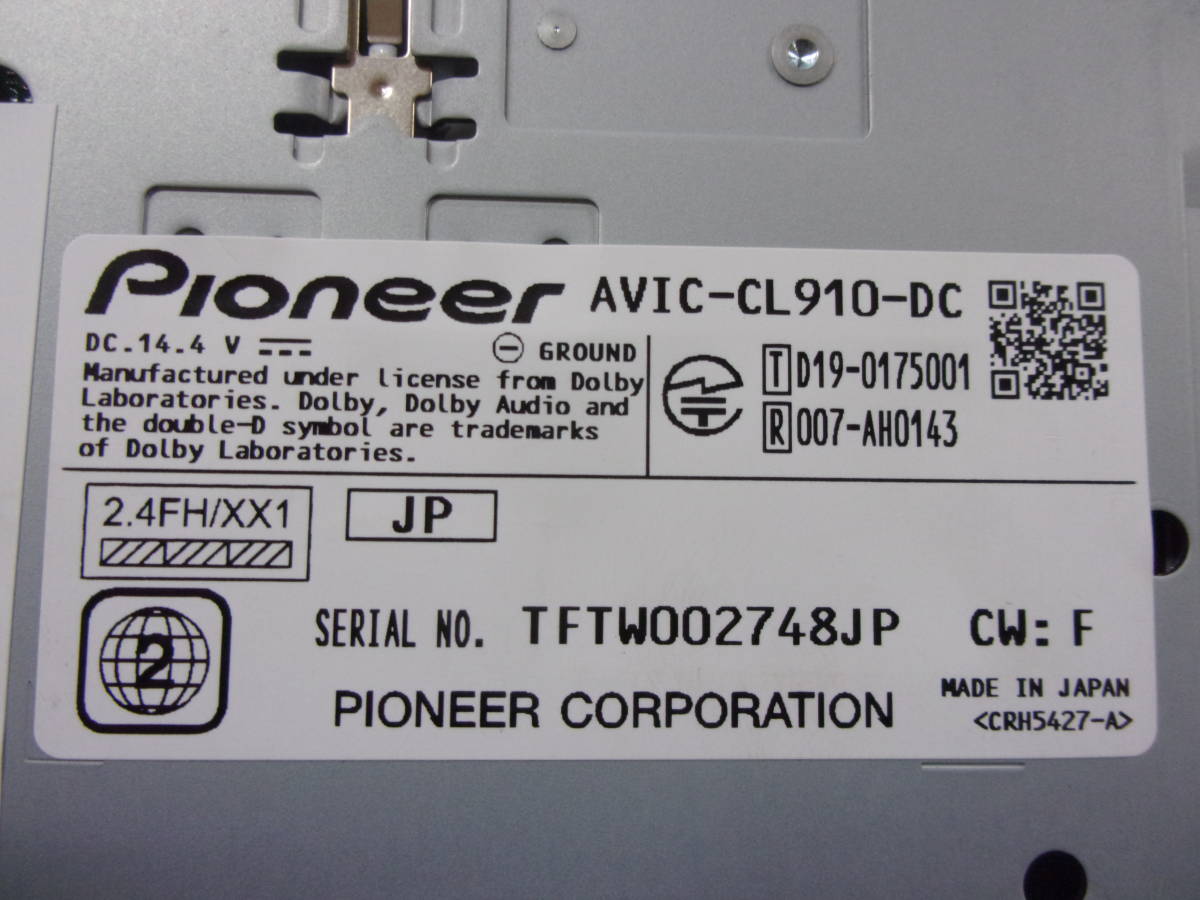 Pioneer AVIC-CL910-DC
DC.14.4 V ⊖ GROUND
Manufactured under license from Dolby
Laboratories. Dolby, Dolby Audio and
the double-D symbol are trademarks
of Dolby Laboratories.
T D19-0175001
R 007-AH0143
2.4FH/XX1
JP
2
SERIAL NO. TFTW002748JP CW: F
PIONEER CORPORATION
MADE IN JAPAN
<CRH5427-A>